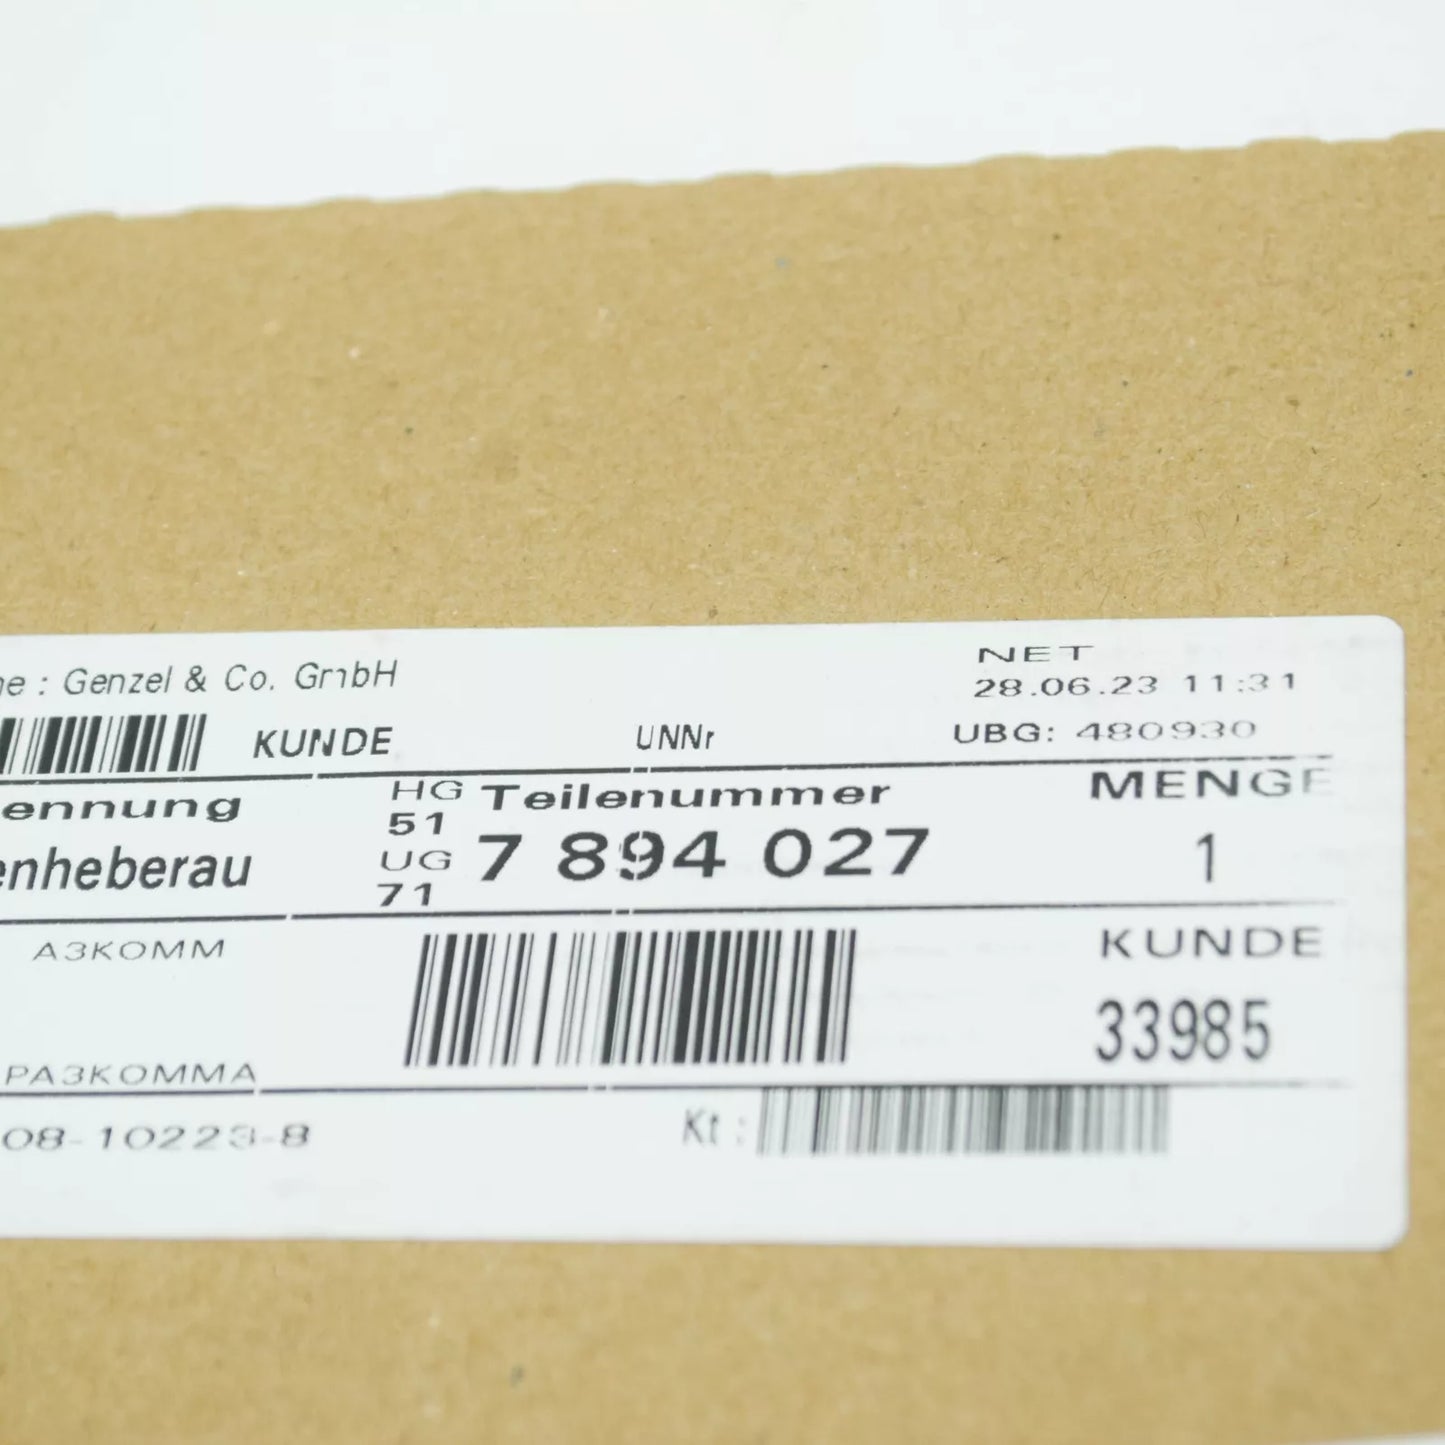 ne : Genzel & Co. GmbH
NET
28.06.23 11:31
KUNDE
UNNr
UBG: 480930
ennung
HG
51
Teilenummer
MENGE
enheberau
UG
71
7 894 027
1
A3KOMM
KUNDE
33985
PA3KOMMA
08-10223-8
Kt :